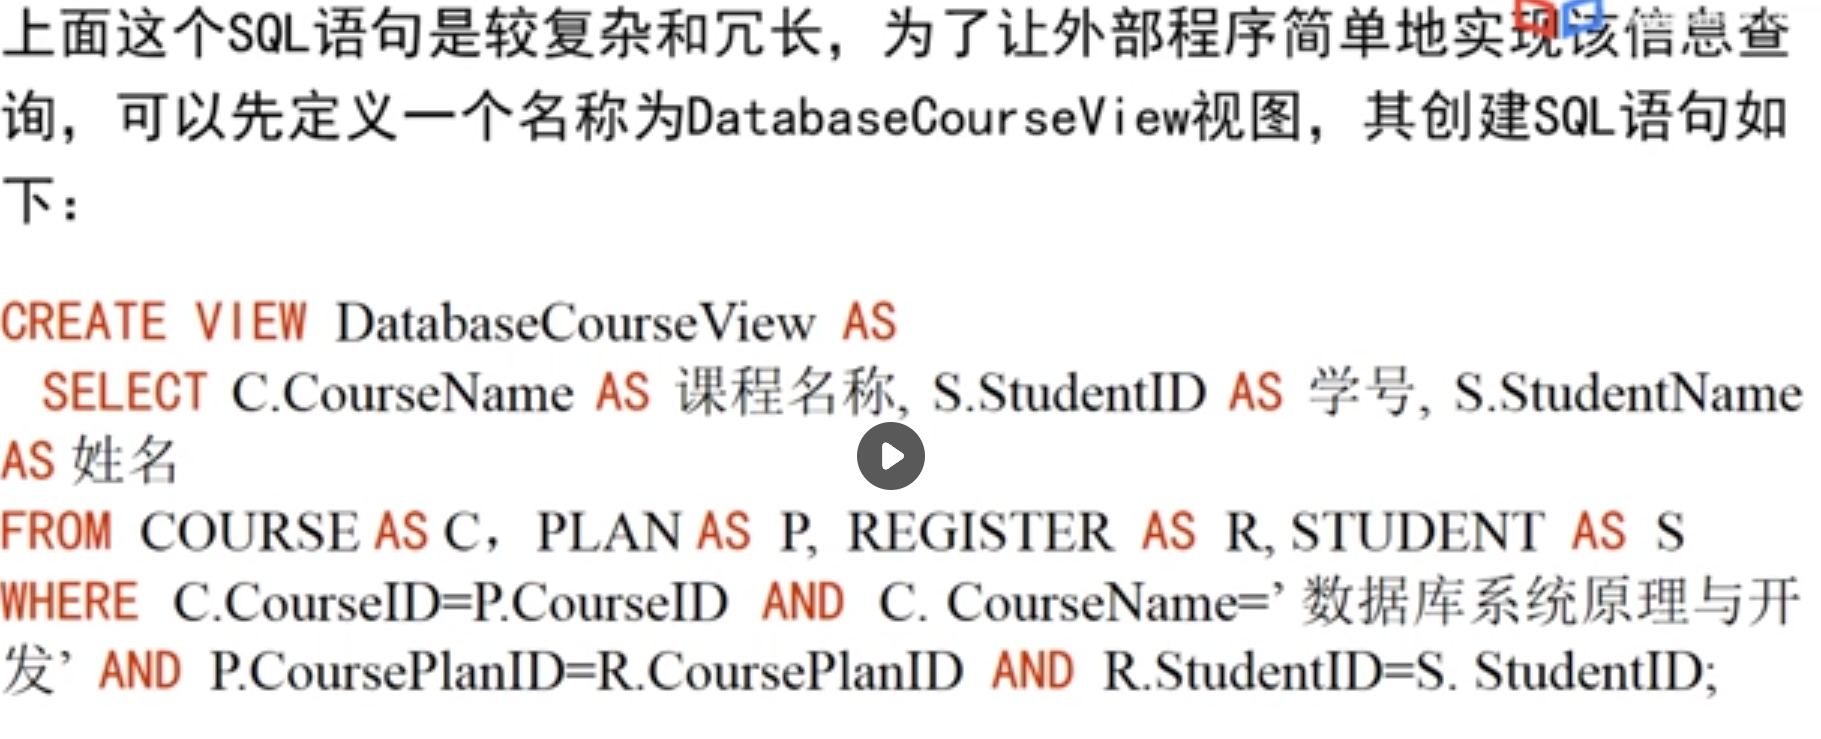 上面这个SQL语句是较复杂和冗长，为了让外部程序简单地实现该信息查
询，可以先定义一个名称为DatabaseCourseView视图，其创建SQL语句如
下：
CREATE VIEW DatabaseCourseView AS
SELECT C.CourseName AS 课程名称, S.StudentID AS 学号, S.StudentName
AS 姓名
FROM COURSE AS C，PLAN AS P, REGISTER AS R, STUDENT AS S
WHERE C.CourseID=P.CourseID AND C. CourseName=’ 数据库系统原理与开
发’ AND P.CoursePlanID=R.CoursePlanID AND R.StudentID=S. StudentID;